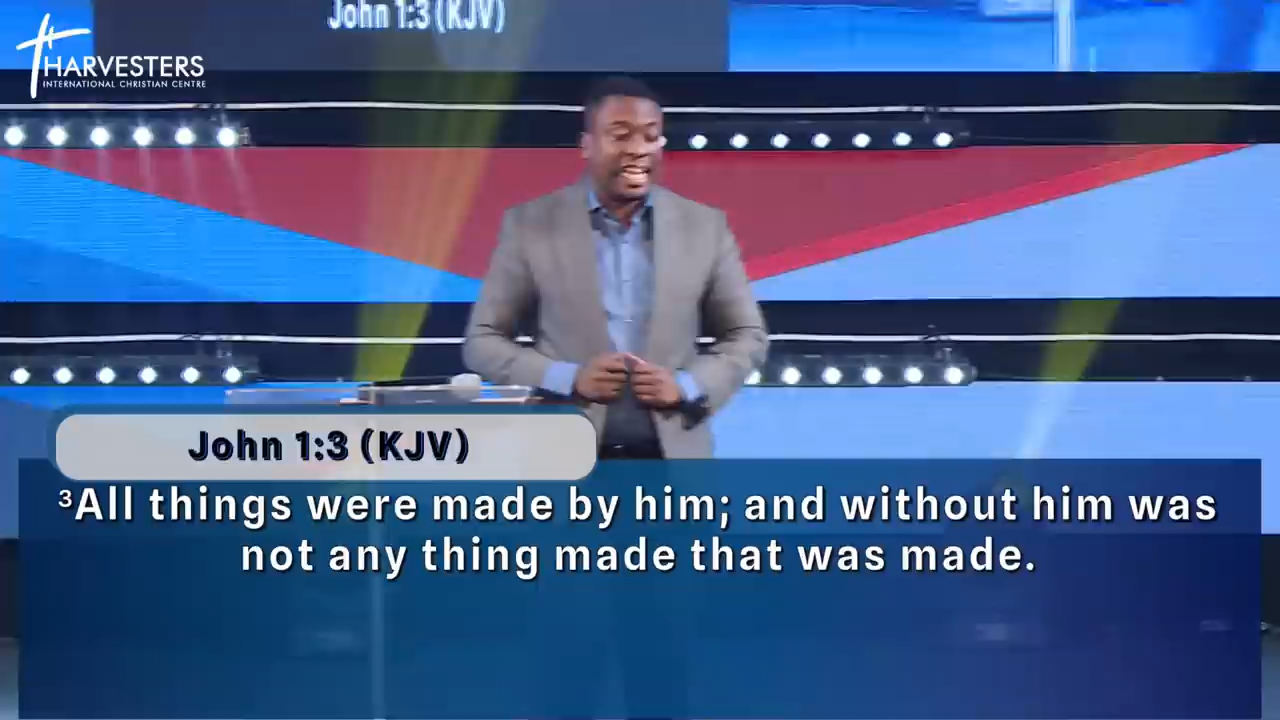 John 1:3 (KJV)
HARVESTERS
INTERNATIONAL CHRISTIAN CENTRE
John 1:3 (KJV)
³All things were made by him; and without him was
not any thing made that was made.